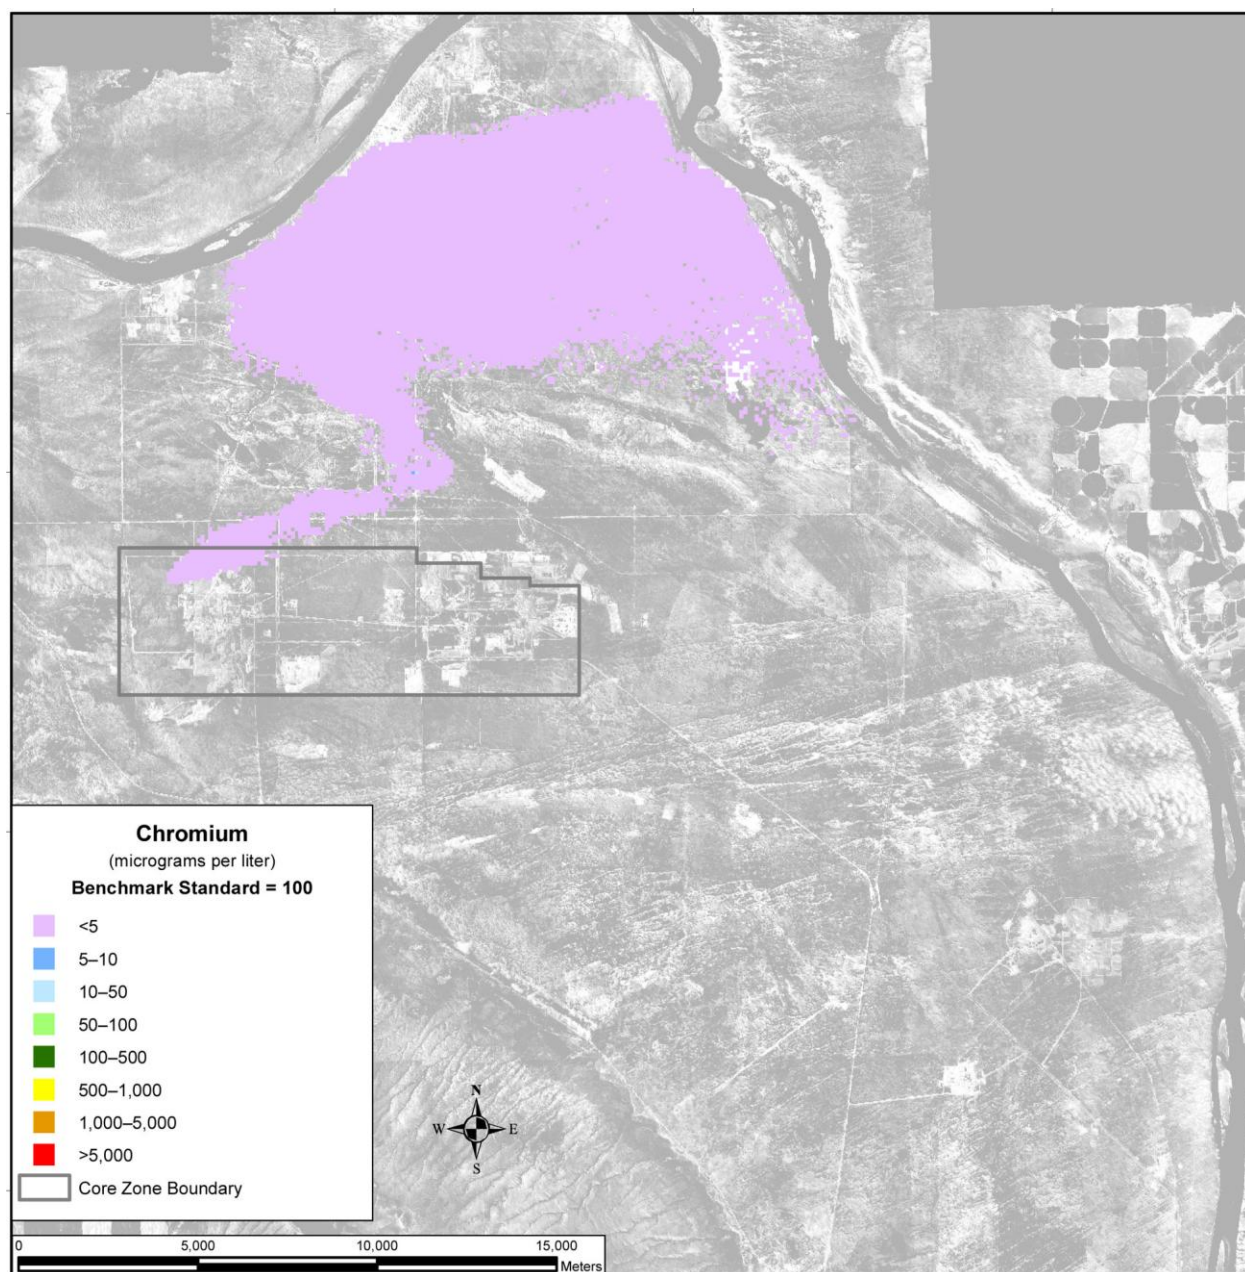 Chromium
(micrograms per liter)
Benchmark Standard = 100
<5
5–10
10–50
50–100
100–500
500–1,000
1,000–5,000
>5,000
Core Zone Boundary
N
W E
S
0 5,000 10,000 15,000
Meters